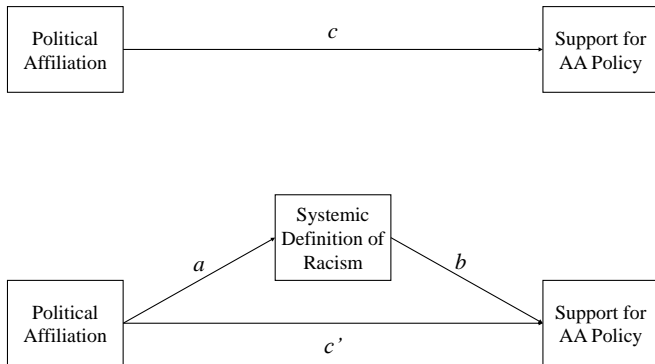 c
Political
Affiliation
Support for
AA Policy
Systemic
Definition of
Racism
a
b
Political
Affiliation
Support for
AA Policy
c'